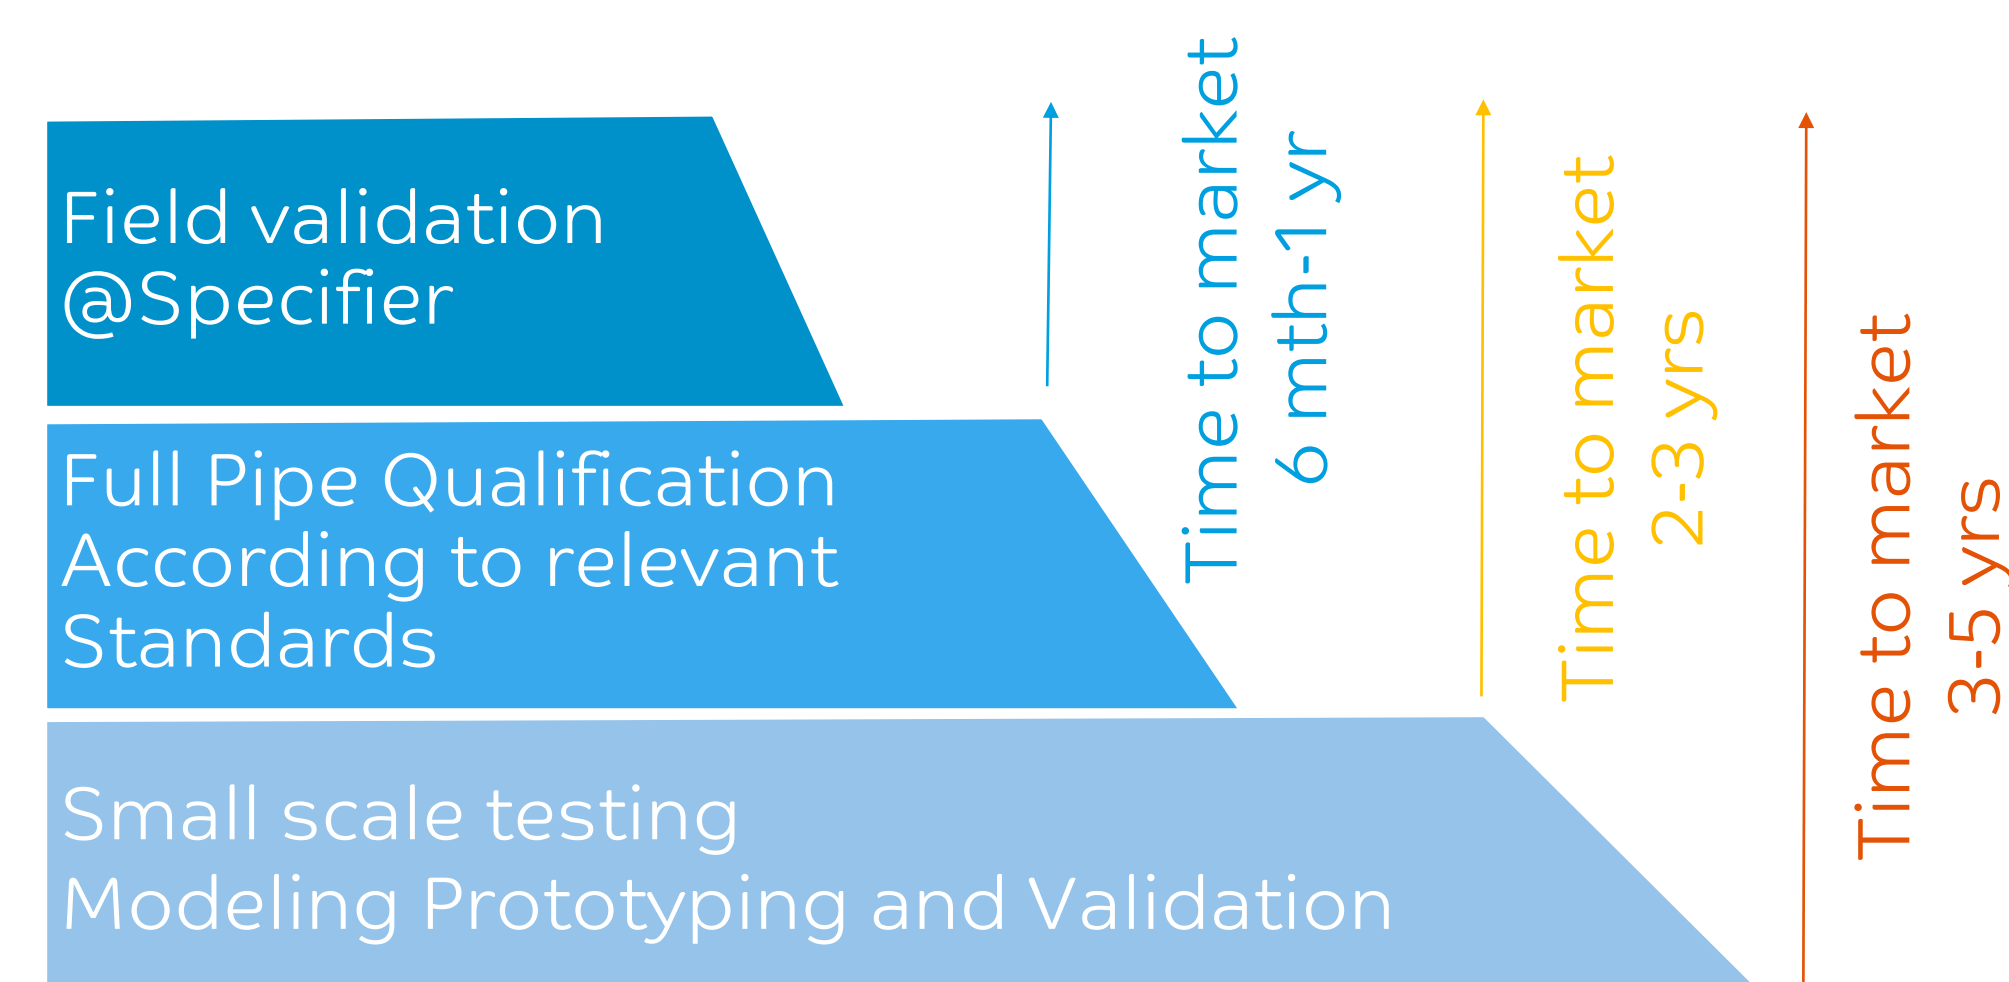 Field validation
@Specifier
Full Pipe Qualification
According to relevant
Standards
Small scale testing
Modeling Prototyping and Validation
Time to market
6 mth-1 yr
Time to market
2-3 yrs
Time to market
3-5 yrs